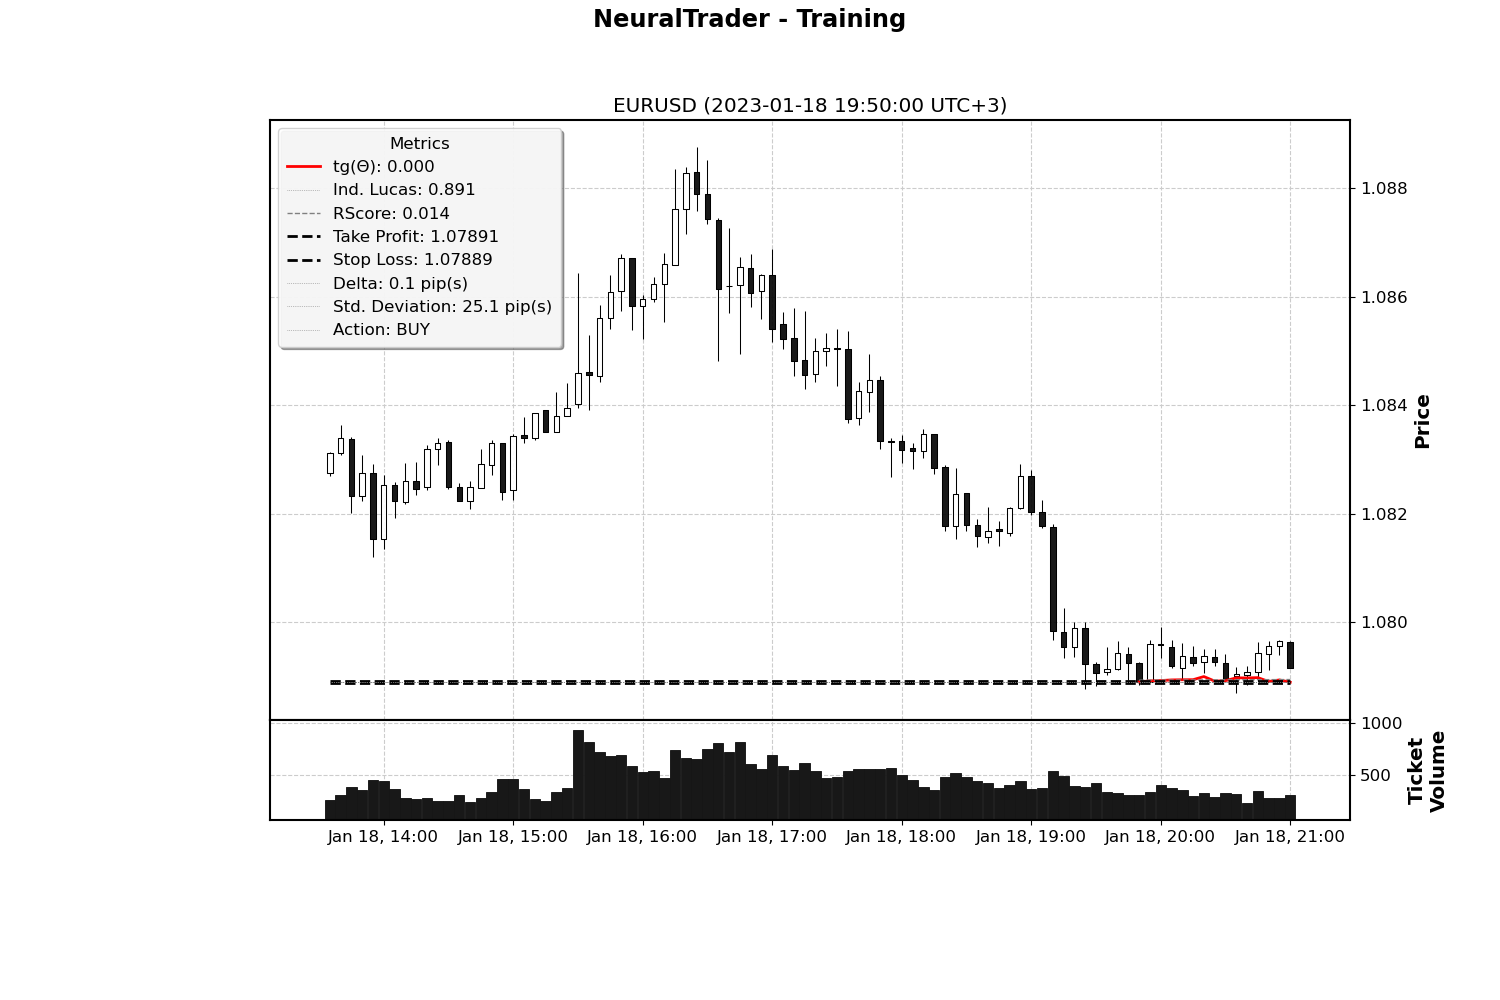 NeuralTrader - Training
EURUSD (2023-01-18 19:50:00 UTC+3)
Metrics
tg(Θ): 0.000
Ind. Lucas: 0.891
RScore: 0.014
Take Profit: 1.07891
Stop Loss: 1.07889
Delta: 0.1 pip(s)
Std. Deviation: 25.1 pip(s)
Action: BUY
1.088
1.086
1.084
1.082
1.080
Price
1000
500
Ticket
Volume
Jan 18, 14:00
Jan 18, 15:00
Jan 18, 16:00
Jan 18, 17:00
Jan 18, 18:00
Jan 18, 19:00
Jan 18, 20:00
Jan 18, 21:00